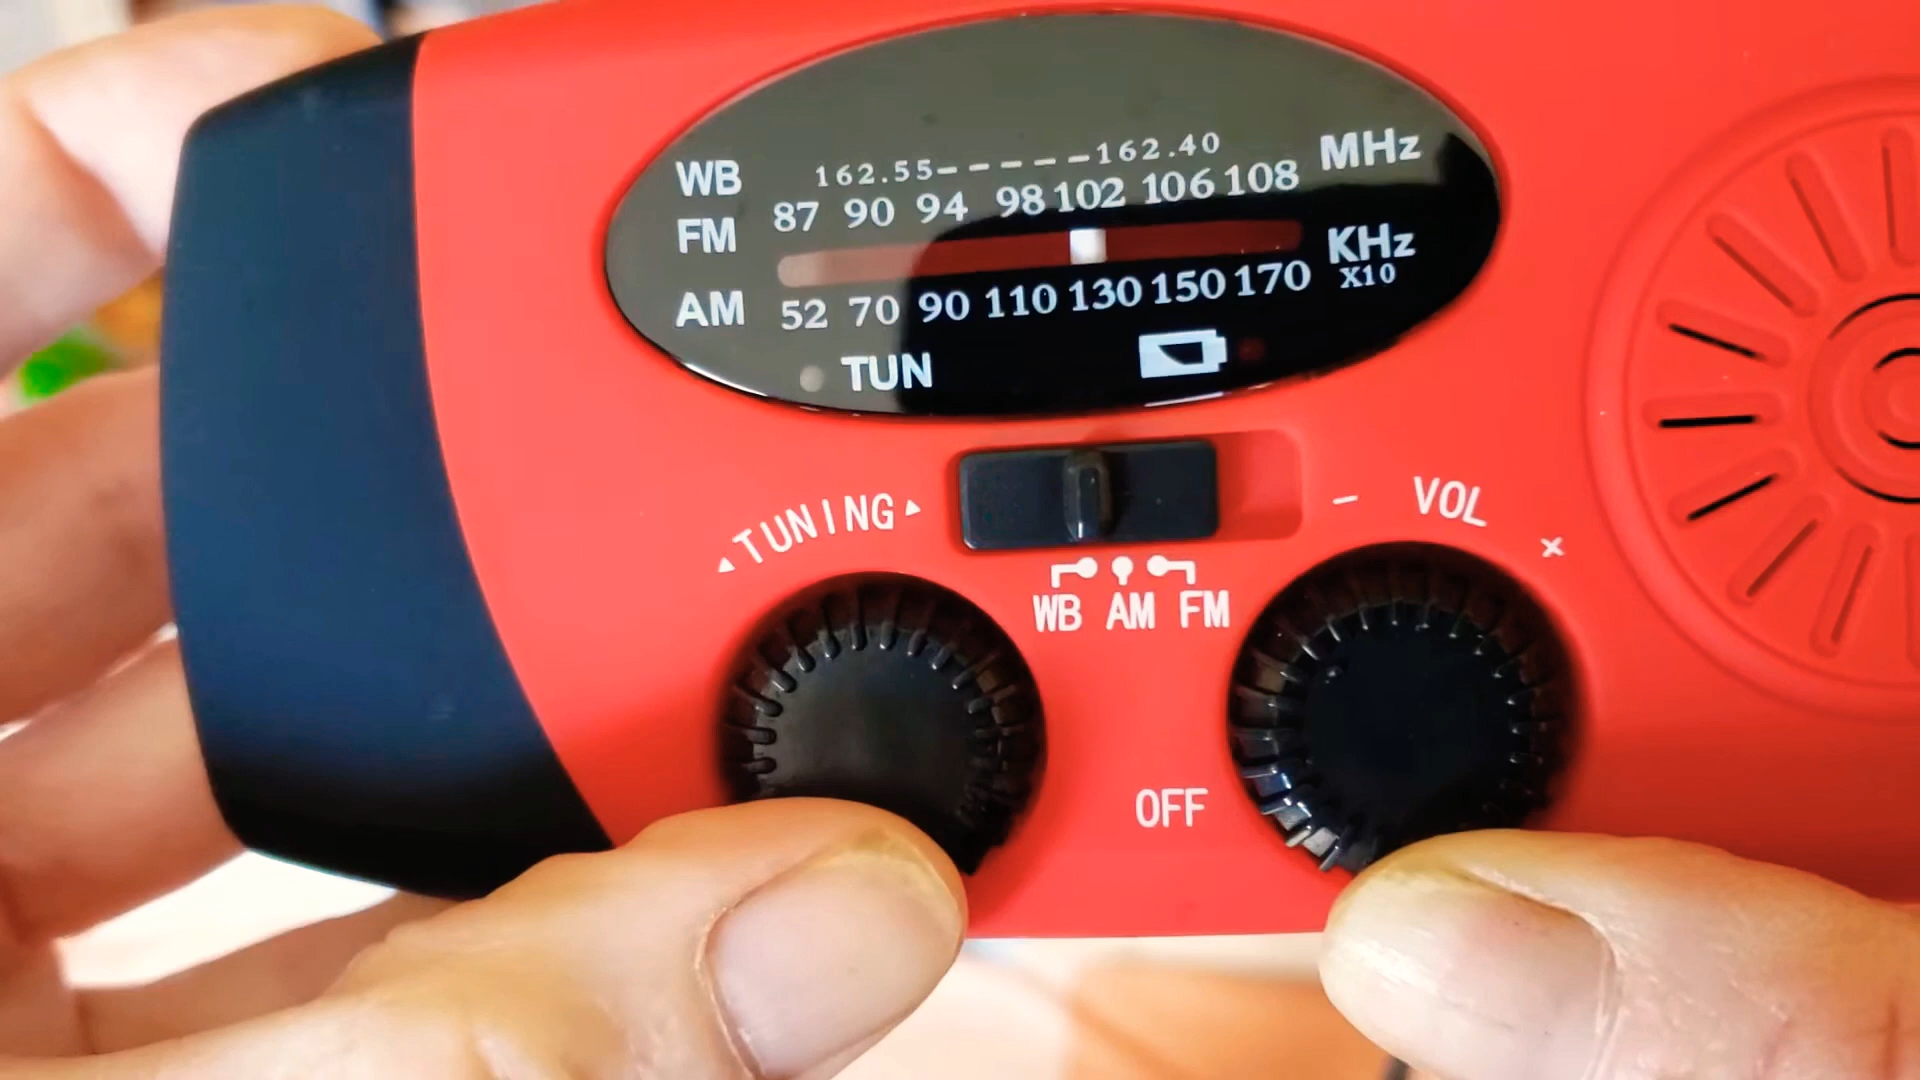 WB 162.55-----162.40 MHz
FM 87 90 94 98 102 106 108
KHz
X10
AM 52 70 90 110 130 150 170
TUN
TUNING
- VOL +
WB AM FM
OFF